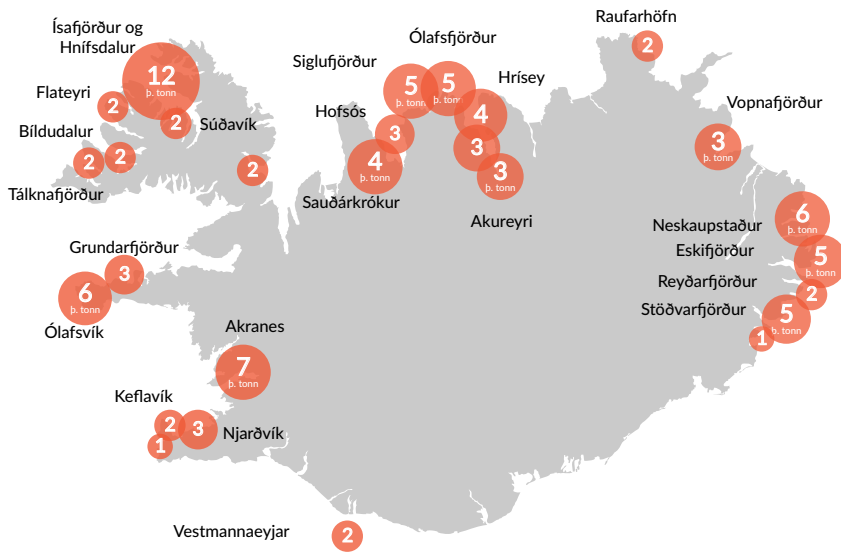 Ísafjörður og
Hnífsdalur
12
þ. tonn
Flateyri
2
2
Súðavík
Bíldudalur
2
2
Tálknafjörður
2
Siglufjörður
5
þ. tonn
Ólafsfjörður
5
þ. tonn
Hrísey
4
Hofsós
3
3
4
þ. tonn
Sauðárkrókur
3
þ. tonn
Akureyri
Raufarhöfn
2
Vopnafjörður
3
þ. tonn
Neskaupstaður
6
þ. tonn
Eskifjörður
5
þ. tonn
Reyðarfjörður
2
Stöðvarfjörður
5
þ. tonn
1
Grundarfjörður
3
6
þ. tonn
Ólafsvík
Akranes
7
þ. tonn
Keflavík
2
3
Njarðvík
1
Vestmannaeyjar
2